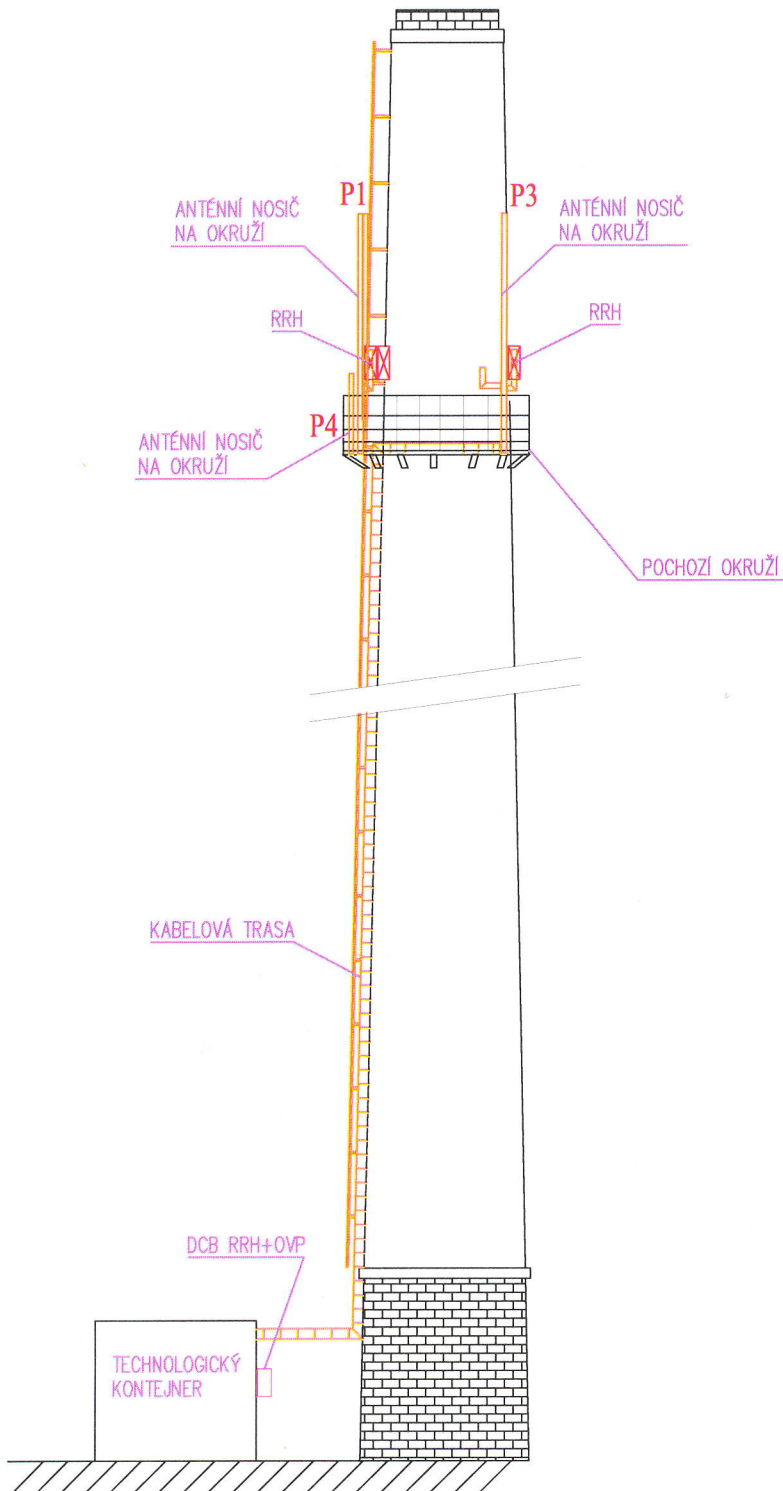 P1
P3
ANTÉNNÍ NOSIČ
NA OKRUŽÍ
ANTÉNNÍ NOSIČ
NA OKRUŽÍ
RRH
RRH
P4
ANTÉNNÍ NOSIČ
NA OKRUŽÍ
POCHOZÍ OKRUŽÍ
KABELOVÁ TRASA
DCB RRH+OVP
TECHNOLOGICKÝ
KONTEJNER